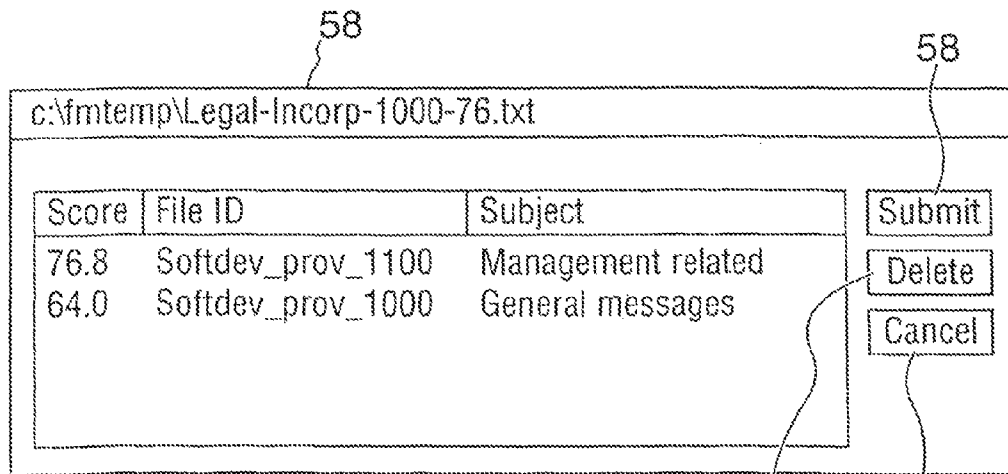 58
58
c:\fmtemp\Legal-Incorp-1000-76.txt
Score File ID Subject
76.8 Softdev_prov_1100 Management related
64.0 Softdev_prov_1000 General messages
Submit
Delete
Cancel